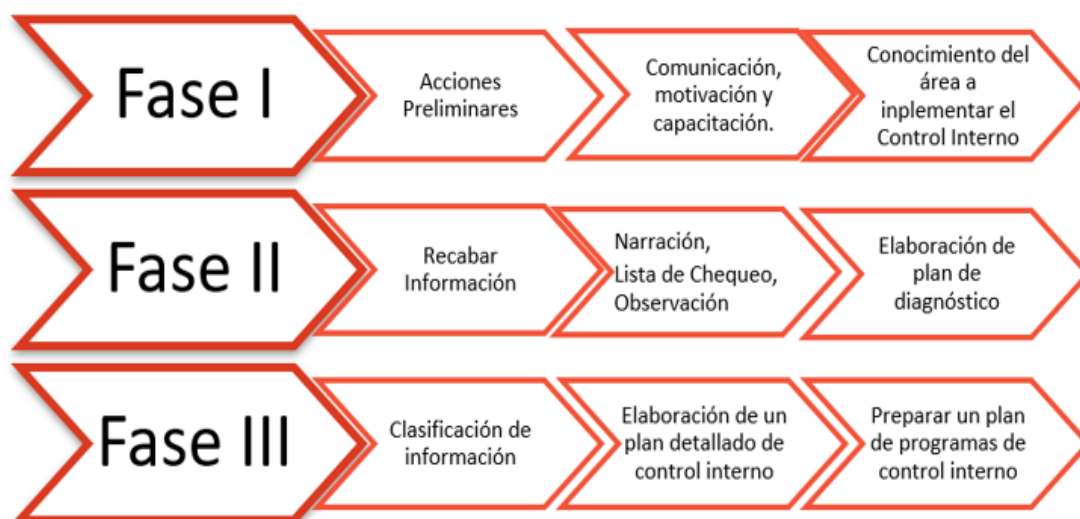 Fase I
Acciones
Preliminares
Comunicación,
motivación y
capacitación.
Conocimiento del
área a
inplementar el
Control Interno
Fase II
Recabar
Información
Narración,
Lista de Chequeo,
Observación
Elaboración de
plan de
diagnóstico
Fase III
Clasificación de
información
Elaboración de un
plan detallado de
control interno
Preparar un plan
de programas de
control interno